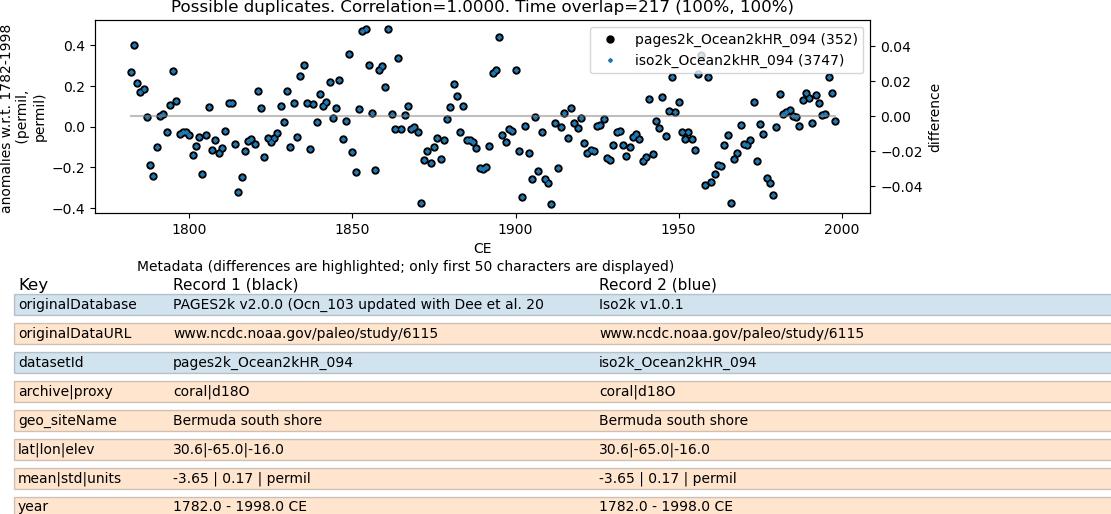 Possible duplicates. Correlation=1.0000. Time overlap=217 (100%, 100%)
anomalies w.r.t. 1782-1998
(permil,
permil)
0.4
0.2
0.0
−0.2
−0.4
pages2k_Ocean2kHR_094 (352)
iso2k_Ocean2kHR_094 (3747)
0.04
0.02
0.00
−0.02
−0.04
difference
1800 1850 1900 1950 2000
CE
Metadata (differences are highlighted; only first 50 characters are displayed)
Key Record 1 (black) Record 2 (blue)
originalDatabase PAGES2k v2.0.0 (Ocn_103 updated with Dee et al. 20 Iso2k v1.0.1
originalDataURL www.ncdc.noaa.gov/paleo/study/6115 www.ncdc.noaa.gov/paleo/study/6115
datasetId pages2k_Ocean2kHR_094 iso2k_Ocean2kHR_094
archive|proxy coral|d18O coral|d18O
geo_siteName Bermuda south shore Bermuda south shore
lat|lon|elev 30.6|-65.0|-16.0 30.6|-65.0|-16.0
mean|std|units -3.65 | 0.17 | permil -3.65 | 0.17 | permil
year 1782.0 - 1998.0 CE 1782.0 - 1998.0 CE